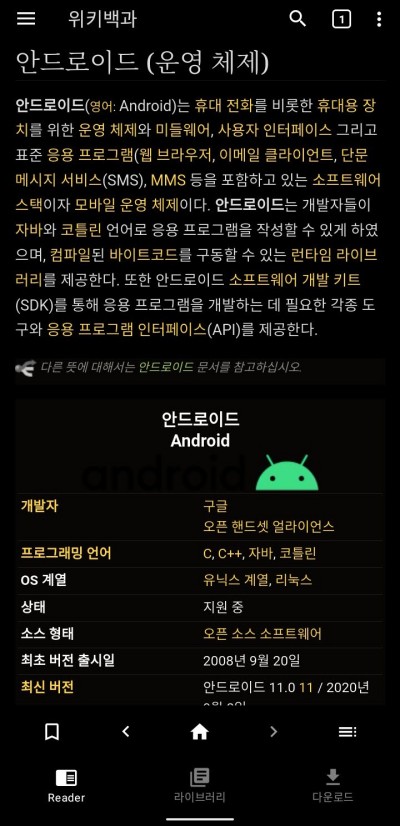 위키백과
1
안드로이드 (운영 체제)
안드로이드(영어: Android)는 휴대 전화를 비롯한 휴대용 장
치를 위한 운영 체제와 미들웨어, 사용자 인터페이스 그리고
표준 응용 프로그램(웹 브라우저, 이메일 클라이언트, 단문
메시지 서비스(SMS), MMS 등을 포함하고 있는 소프트웨어
스택이자 모바일 운영 체제이다. 안드로이드는 개발자들이
자바와 코틀린 언어로 응용 프로그램을 작성할 수 있게 하였
으며, 컴파일된 바이트코드를 구동할 수 있는 런타임 라이브
러리를 제공한다. 또한 안드로이드 소프트웨어 개발 키트
(SDK)를 통해 응용 프로그램을 개발하는 데 필요한 각종 도
구와 응용 프로그램 인터페이스(API)를 제공한다.
다른 뜻에 대해서는 안드로이드 문서를 참고하십시오.
안드로이드
Android
android
개발자 구글
오픈 핸드셋 얼라이언스
프로그래밍 언어 C, C++, 자바, 코틀린
OS 계열 유닉스 계열, 리눅스
상태 지원 중
소스 형태 오픈 소스 소프트웨어
최초 버전 출시일 2008년 9월 20일
최신 버전 안드로이드 11.0 11 / 2020년
Reader 라이브러리 다운로드